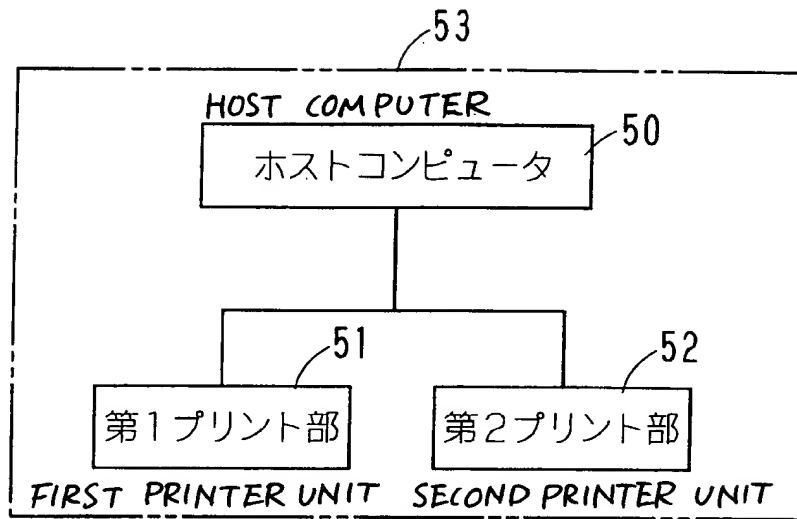 53
HOST COMPUTER
50
ホストコンピュータ
51
52
第1プリント部
第2プリント部
FIRST PRINTER UNIT
SECOND PRINTER UNIT